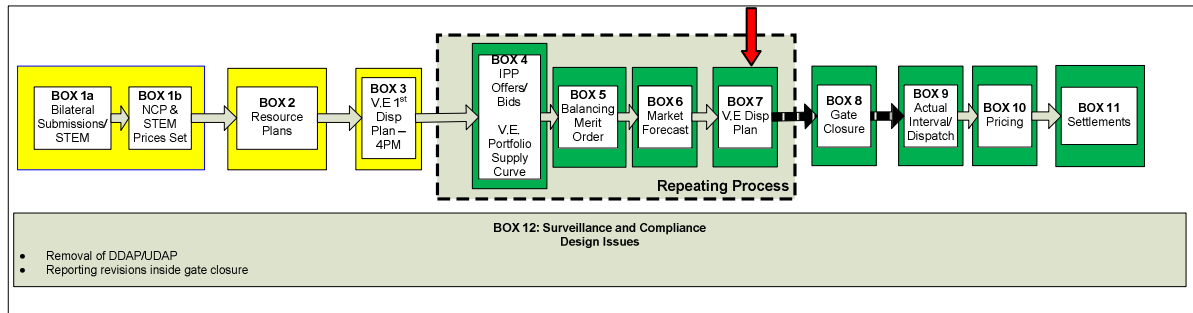 BOX 1a
Bilateral
Submissions/
STEM
BOX 1b
NCP &
STEM
Prices Set
BOX 2
Resource
Plans
BOX 3
V.E 1st
Disp
Plan –
4PM
BOX 4
IPP
Offers/
Bids
V.E.
Portfolio
Supply
Curve
BOX 5
Balancing
Merit
Order
BOX 6
Market
Forecast
BOX 7
V,E Disp
Plan
Repeating Process
BOX 8
Gate
Closure
BOX 9
Actual
Interval/
Dispatch
BOX 10
Pricing
BOX 11
Settlements
BOX 12: Surveillance and Compliance
Design Issues
• Removal of DDAP/UDAP
• Reporting revisions inside gate closure